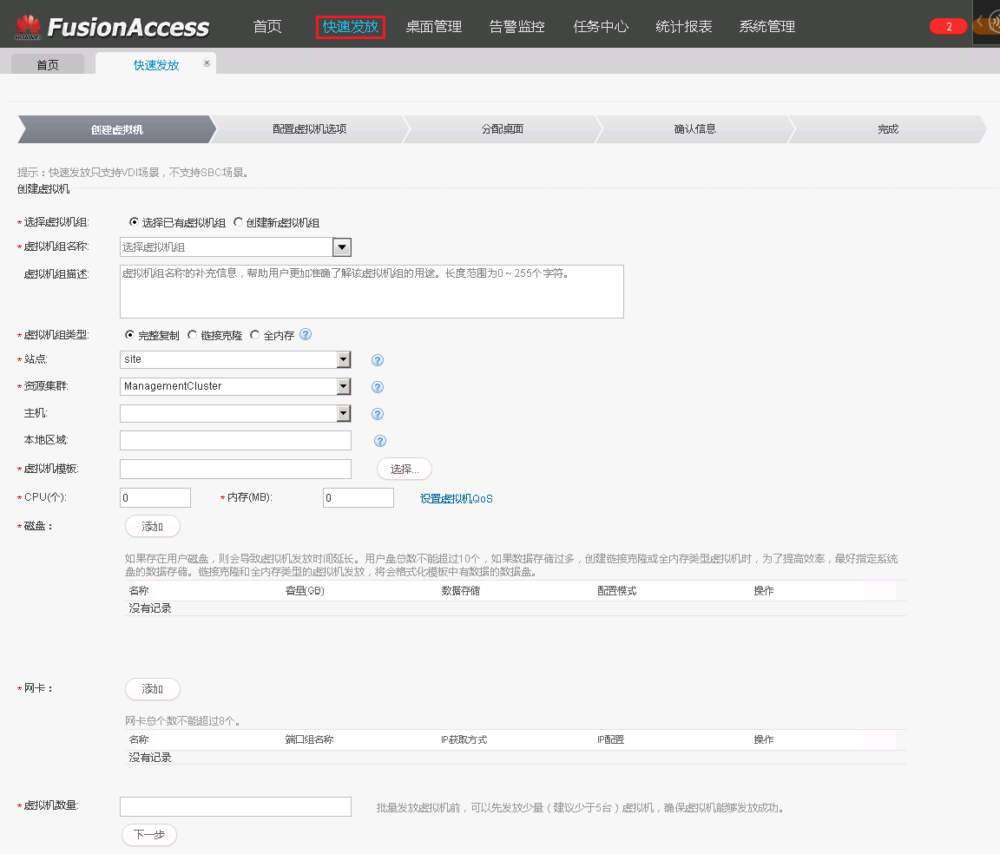 HUAWEI FusionAccess 首页 快速发放 桌面管理 告警监控 任务中心 统计报表 系统管理 2
首页 快速发放
创建虚拟机 配置虚拟机选项 分配桌面 确认信息 完成
提示：快速发放只支持VDI场景，不支持SBC场景。
创建虚拟机
*选择虚拟机组: 选择已有虚拟机组 创建新虚拟机组
*虚拟机组名称: 选择虚拟机组
虚拟机组描述: 虚拟机组名称的补充信息，帮助用户更加准确了解该虚拟机组的用途。长度范围为0～255个字符。
*虚拟机组类型: 完整复制 链接克隆 全内存 ?
*站点: site ?
*资源集群: ManagementCluster ?
主机: ?
本地区域: ?
*虚拟机模板: 选择...
*CPU(个): 0 *内存(MB): 0 设置虚拟机QoS
*磁盘： 添加
如果存在用户磁盘，则会导致虚拟机发放时间延长。用户盘总数不能超过10个，如果数据存储过多，创建链接克隆或全内存类型虚拟机时，为了提高效率，最好指定系统
盘的数据存储。链接克隆和全内存类型的虚拟机发放，将会格式化模板中有数据的数据盘。
名称 容量(GB) 数据存储 配置模式 操作
没有记录
*网卡： 添加
网卡总个数不能超过8个。
名称 端口组名称 IP获取方式 IP配置 操作
没有记录
*虚拟机数量: 批量发放虚拟机前，可以先发放少量（建议少于5台）虚拟机，确保虚拟机能够发放成功。
下一步